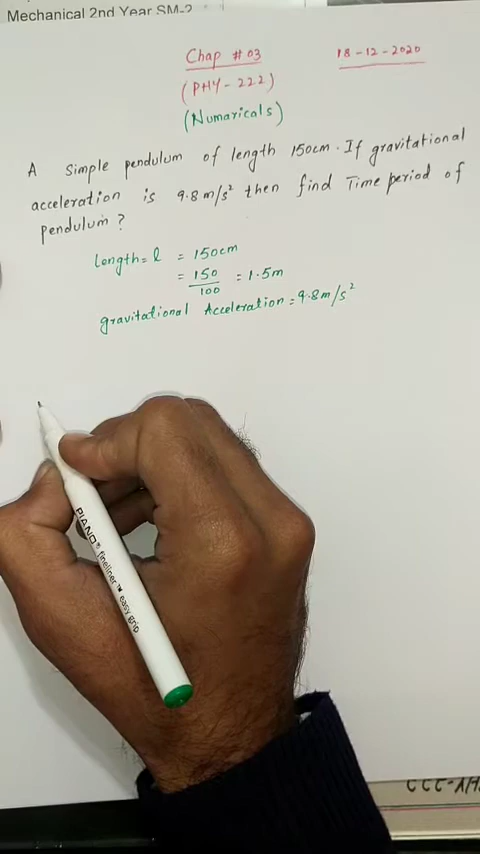 Mechanical 2nd Year SM-2
Chap # 03
18-12-2020
(PHY-222)
(Numaricals)
A simple pendulum of length 150cm. If gravitational
acceleration is 9.8 m/s² then find Time period of
pendulum?
length = l = 150cm
= 150/100 = 1.5m
gravitational Acceleration = 9.8m/s²
PIANO® fineliner™ easy grip